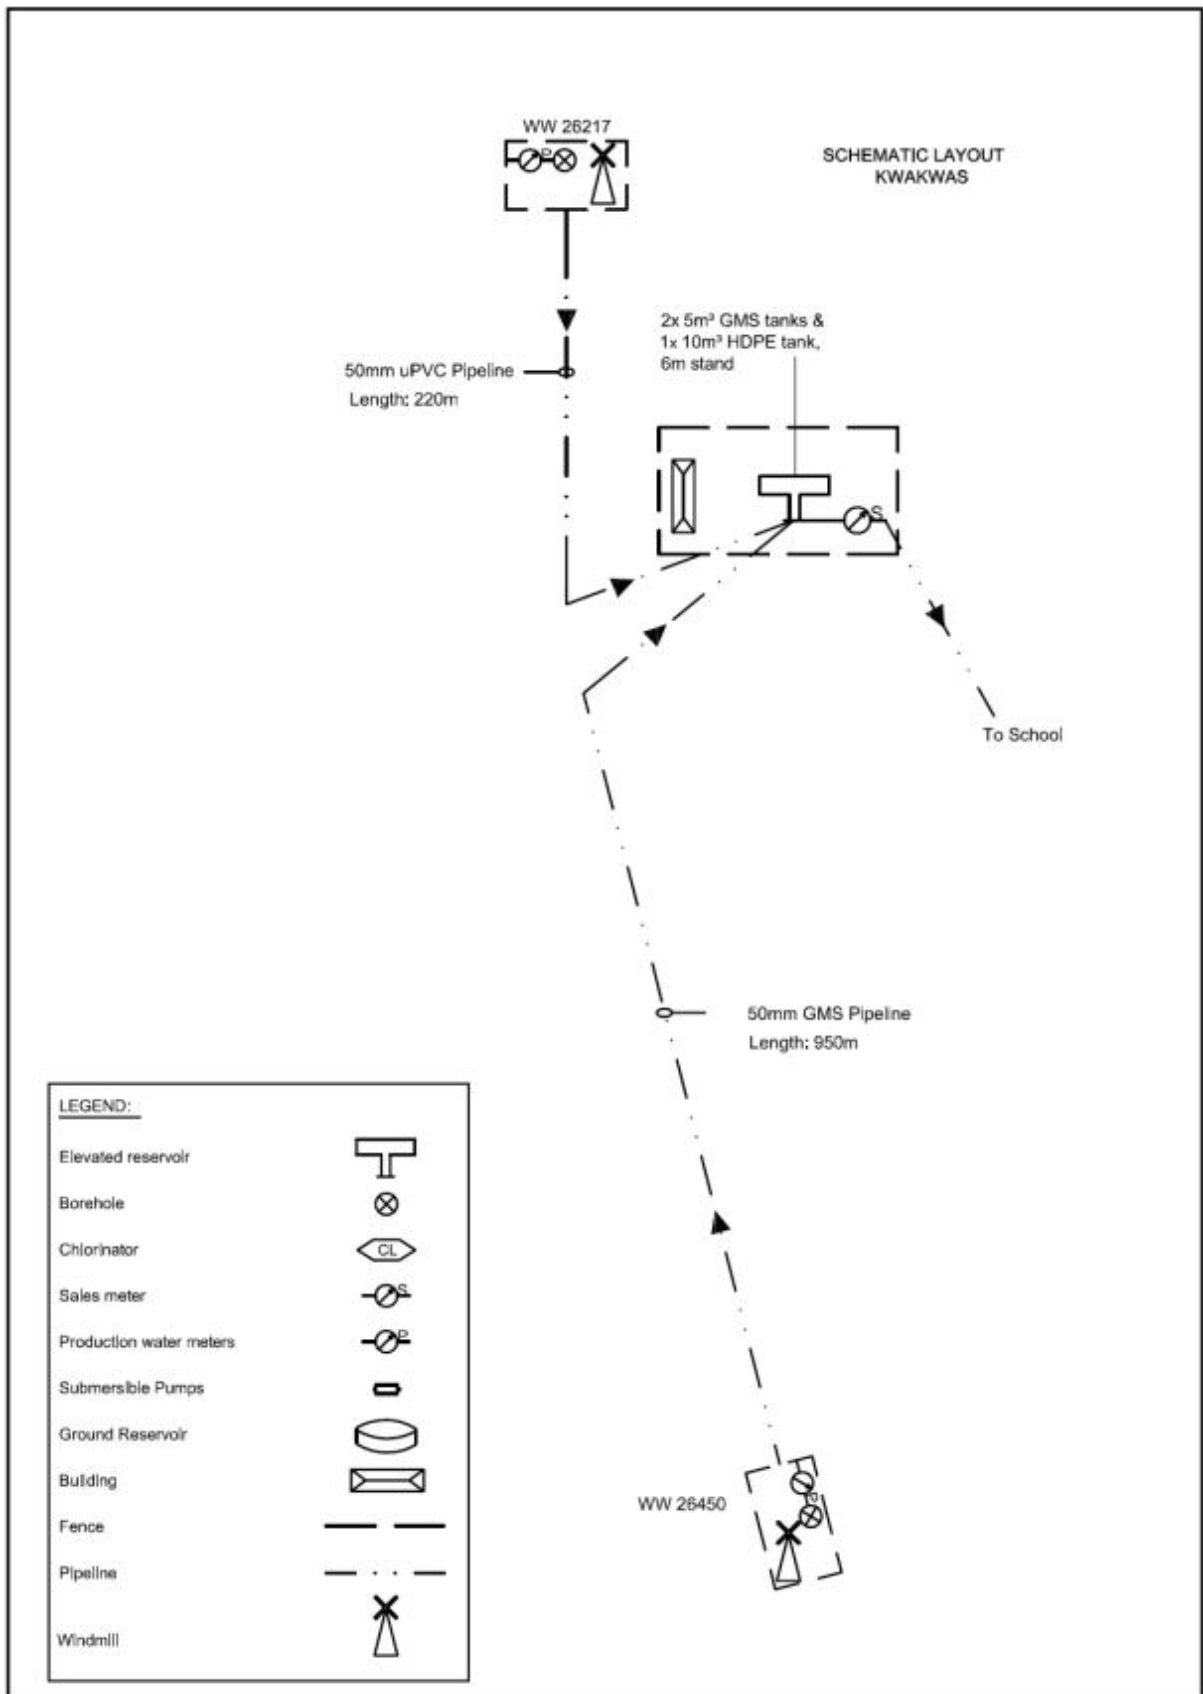 WW 26217
P
SCHEMATIC LAYOUT
KWAKWAS
2x 5m³ GMS tanks &
1x 10m³ HDPE tank,
6m stand
50mm uPVC Pipeline
Length: 220m
S
To School
50mm GMS Pipeline
Length: 950m
WW 26450
P
LEGEND:
Elevated reservoir
Borehole
Chlorinator
CL
Sales meter
S
Production water meters
P
Submersible Pumps
Ground Reservoir
Building
Fence
Pipeline
Windmill